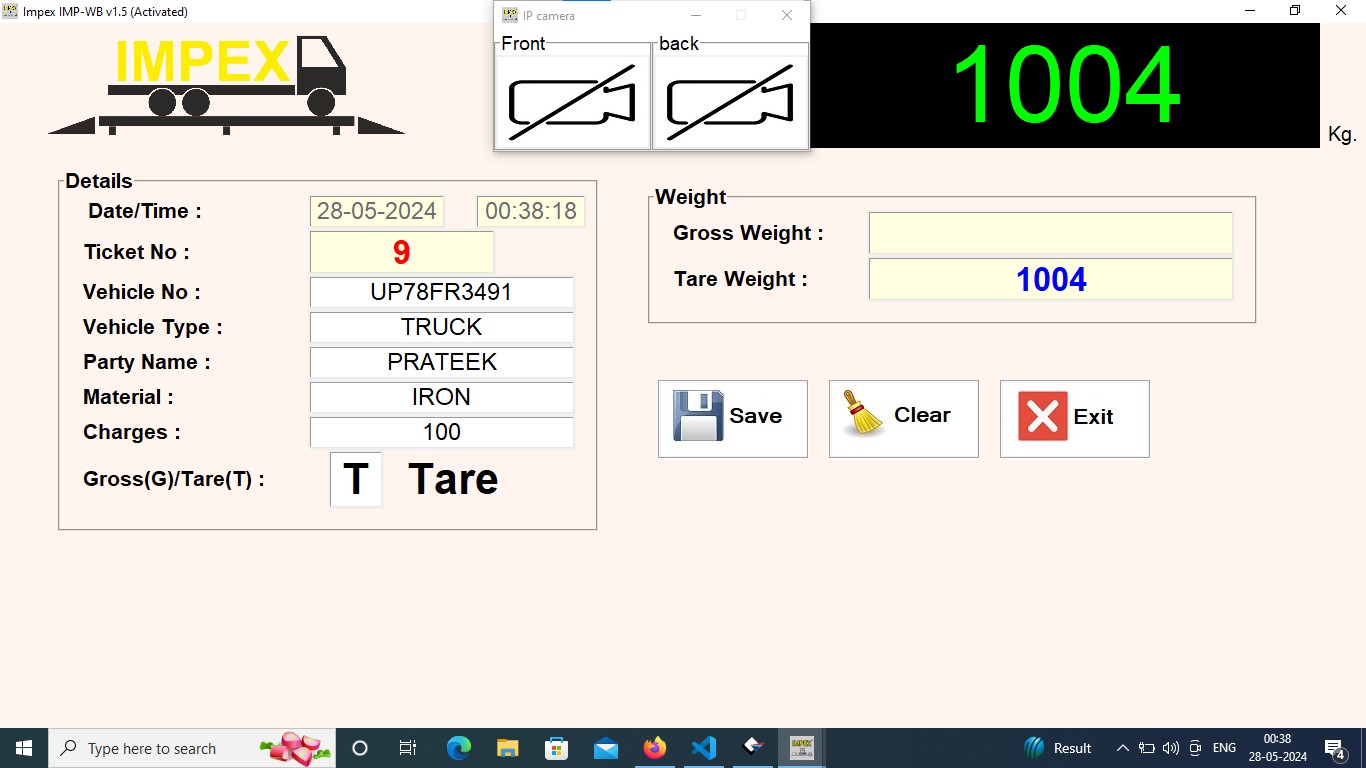 Impex IMP-WB v1.5 (Activated)
IP camera
IMPEX
Front
back
1004
Kg.
Details
Date/Time : 28-05-2024 00:38:18
Ticket No : 9
Vehicle No : UP78FR3491
Vehicle Type : TRUCK
Party Name : PRATEEK
Material : IRON
Charges : 100
Gross(G)/Tare(T) : T Tare
Weight
Gross Weight :
Tare Weight : 1004
Save
Clear
Exit
Type here to search
IMPEX
Result
ENG
00:38
28-05-2024
4